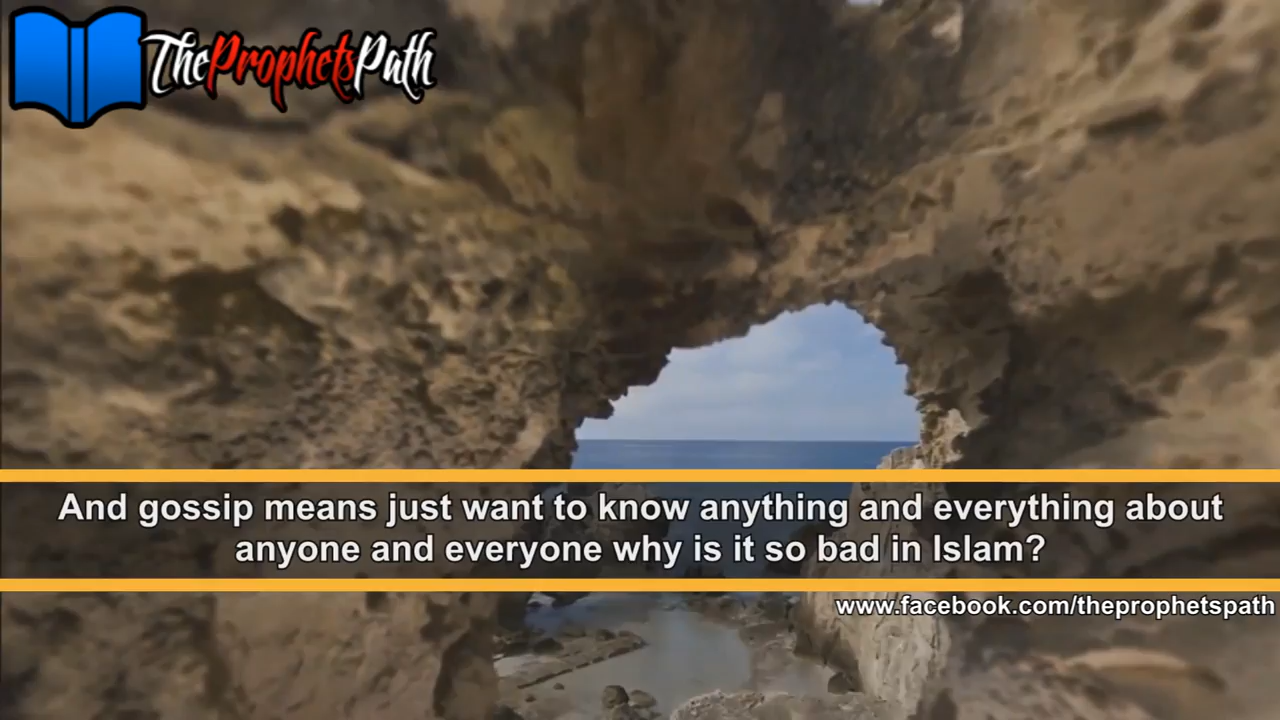 TheProphetsPath
And gossip means just want to know anything and everything about
anyone and everyone why is it so bad in Islam?
www.facebook.com/theprophetspath